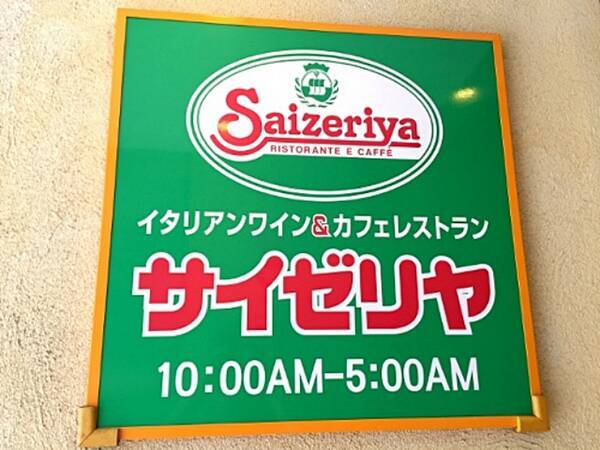 Saizeriya
RISTORANTE E CAFFÈ
イタリアンワイン&カフェレストラン
サイゼリヤ
10:00AM-5:00AM